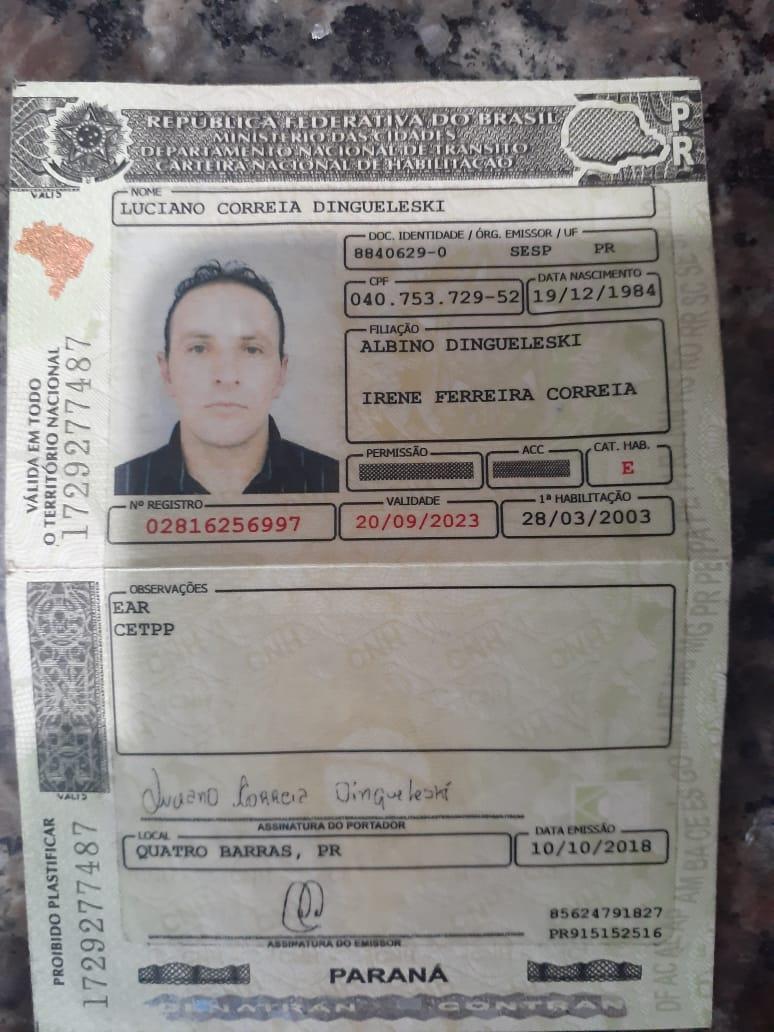 REPÚBLICA FEDERATIVA DO BRASIL
MINISTÉRIO DAS CIDADES
DEPARTAMENTO NACIONAL DE TRÂNSITO
CARTEIRA NACIONAL DE HABILITAÇÃO
PR
NOME
LUCIANO CORREIA DINGUELESKI
DOC. IDENTIDADE / ÓRG. EMISSOR / UF
8840629-0 SESP PR
CPF
040.753.729-52
DATA NASCIMENTO
19/12/1984
FILIAÇÃO
ALBINO DINGUELESKI
IRENE FERREIRA CORREIA
PERMISSÃO
ACC
CAT. HAB.
E
Nº REGISTRO
02816256997
VALIDADE
20/09/2023
1ª HABILITAÇÃO
28/03/2003
VÁLIDA EM TODO
O TERRITÓRIO NACIONAL
1729277487
OBSERVAÇÕES
EAR
CETPP
Luciano Correia Dingueleski
ASSINATURA DO PORTADOR
LOCAL
QUATRO BARRAS, PR
DATA EMISSÃO
10/10/2018
85624791827
PR915152516
ASSINATURA DO EMISSOR
PROIBIDO PLASTIFICAR
1729277487
PARANÁ
DENATRAN CONTRAN